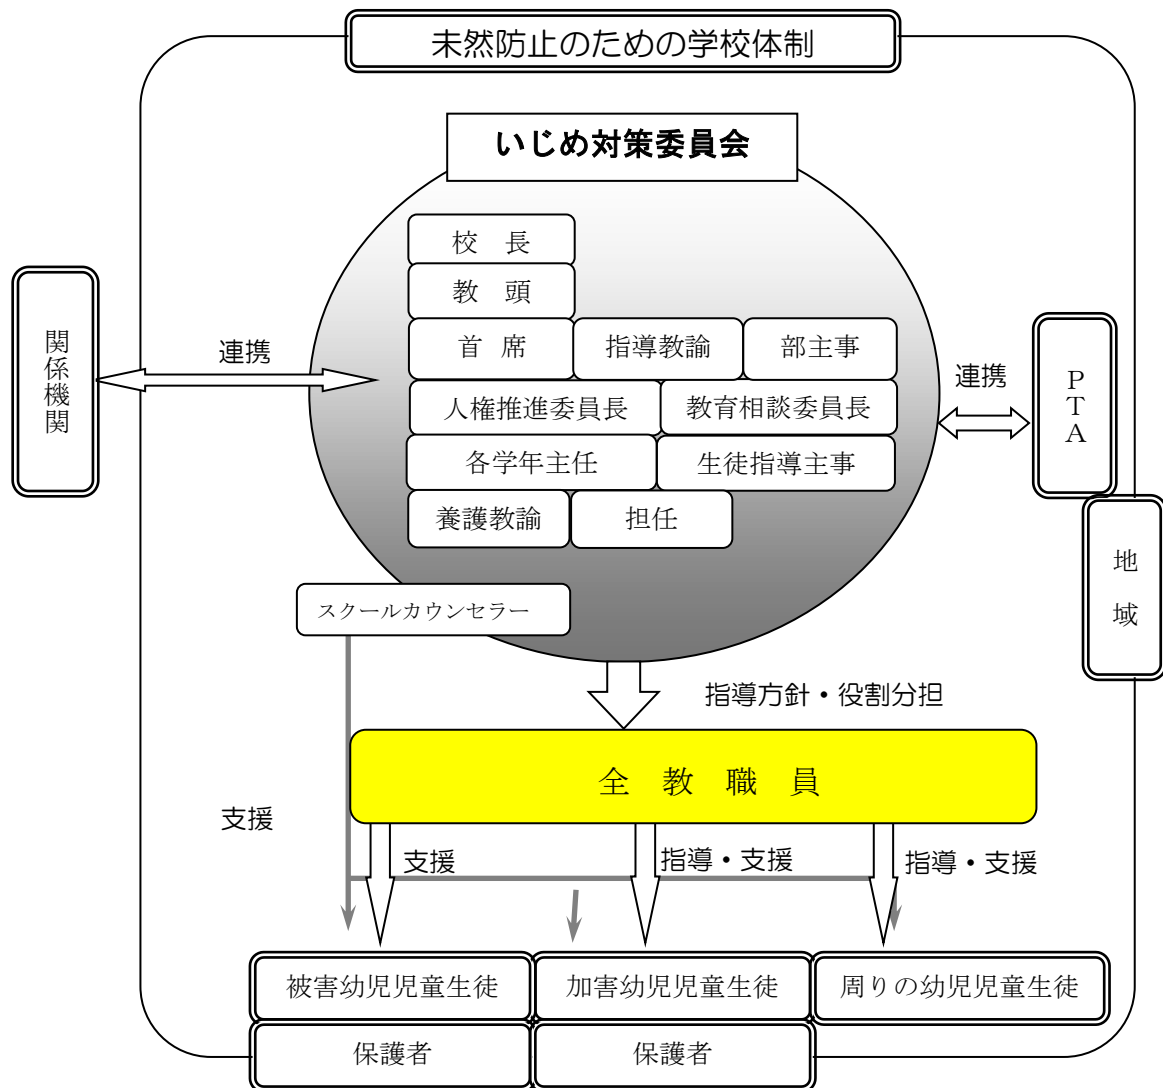 未然防止のための学校体制
いじめ対策委員会
校　長
教　頭
首　席
指導教諭
部主事
人権推進委員長
教育相談委員長
各学年主任
生徒指導主事
養護教諭
担任
スクールカウンセラー
関係機関
連携
連携
ＰＴＡ
地域
指導方針・役割分担
全　教　職　員
支援
支援
指導・支援
指導・支援
被害幼児児童生徒
加害幼児児童生徒
周りの幼児児童生徒
保護者
保護者